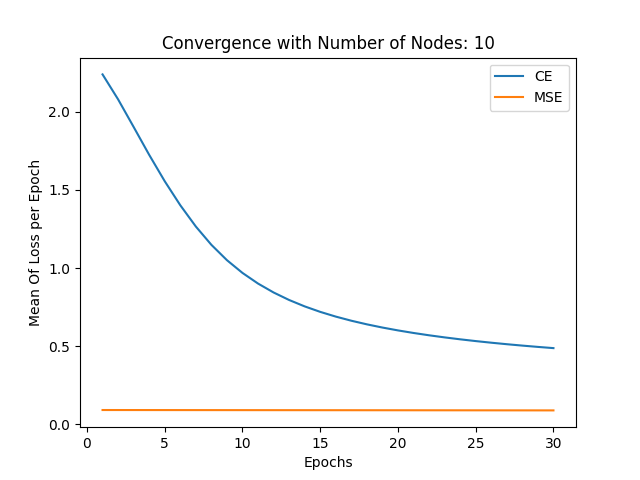 Convergence with Number of Nodes: 10
CE
MSE
Mean Of Loss per Epoch
2.0
1.5
1.0
0.5
0.0
0 5 10 15 20 25 30
Epochs